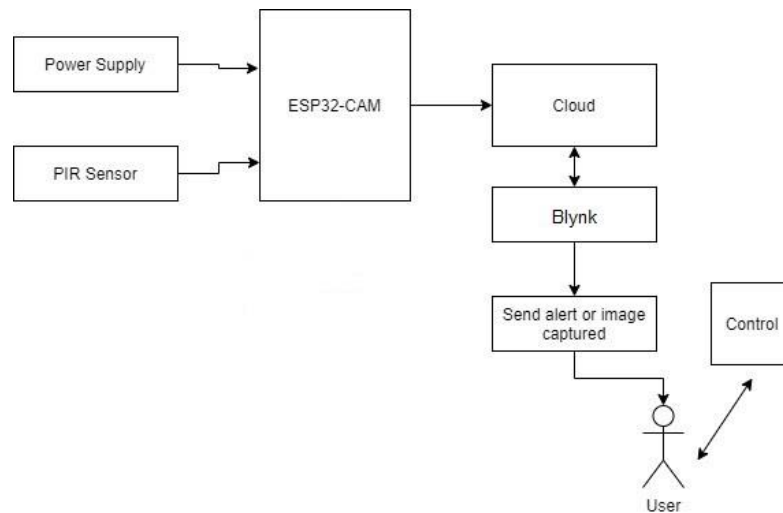 Power Supply
ESP32-CAM
Cloud
PIR Sensor
Blynk
Send alert or image
captured
Control
User